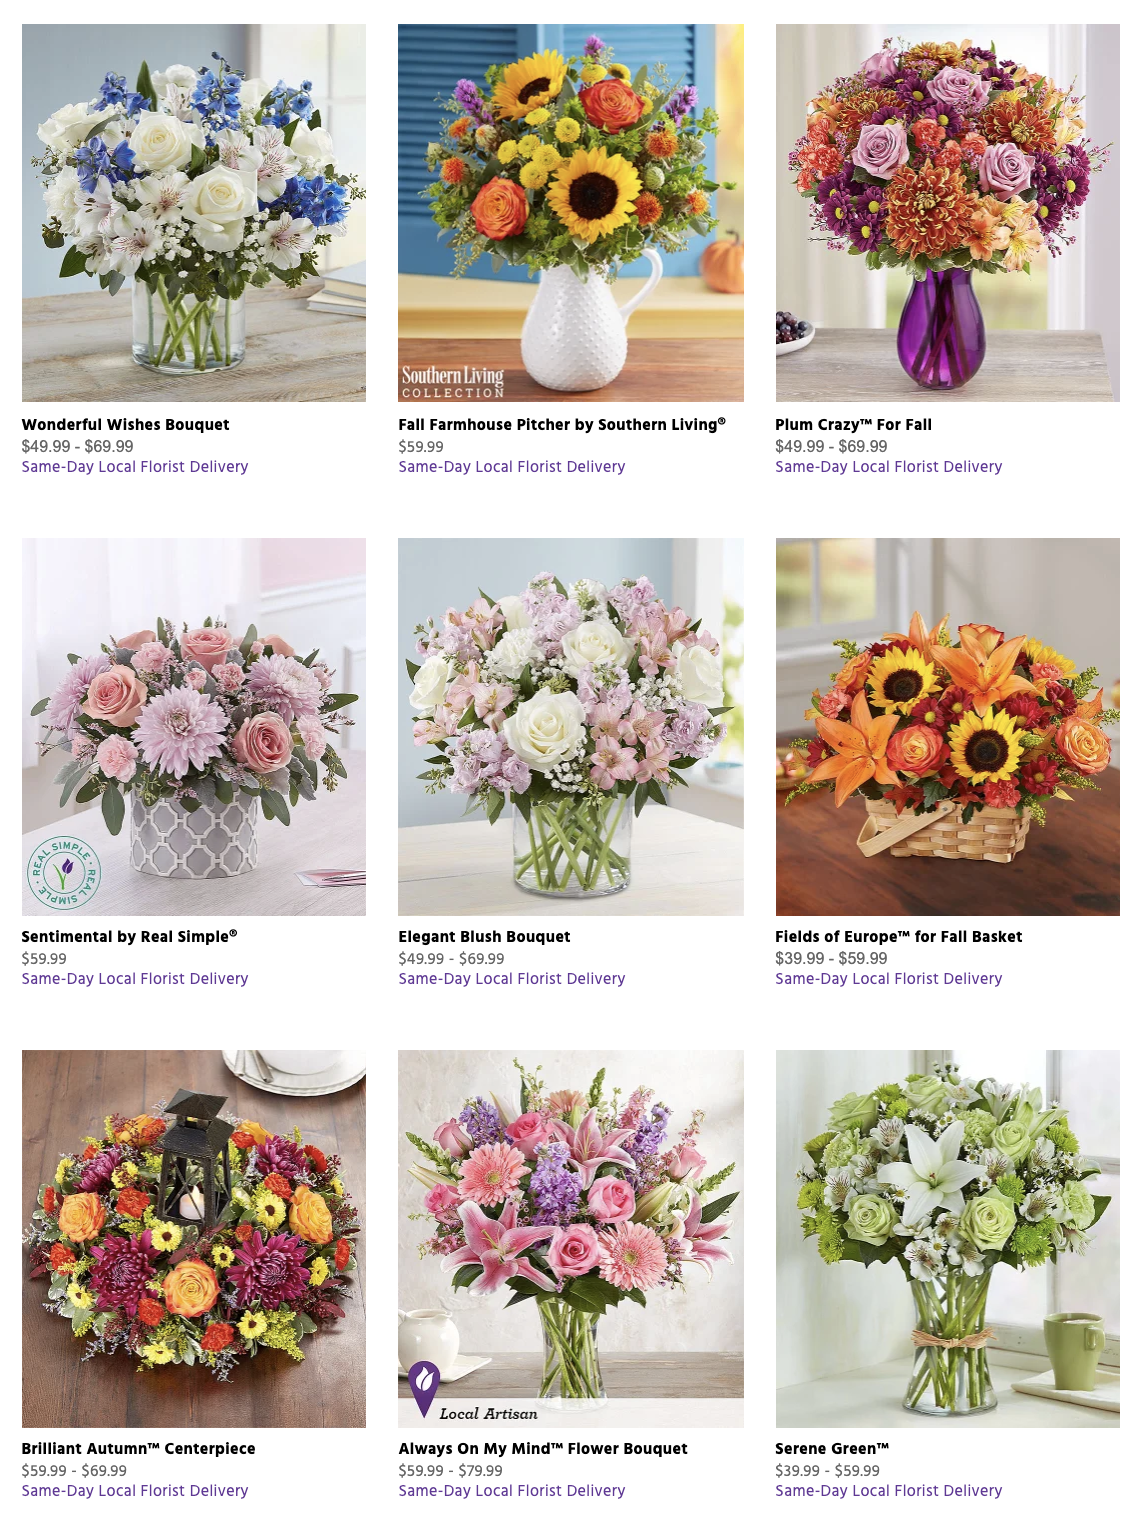 Southern Living
COLLECTION
Wonderful Wishes Bouquet
$49.99 - $69.99
Same-Day Local Florist Delivery
Fall Farmhouse Pitcher by Southern Living®
$59.99
Same-Day Local Florist Delivery
Plum Crazy™ For Fall
$49.99 - $69.99
Same-Day Local Florist Delivery
REAL SIMPLE · REAL SIMPLE ·
Sentimental by Real Simple®
$59.99
Same-Day Local Florist Delivery
Elegant Blush Bouquet
$49.99 - $69.99
Same-Day Local Florist Delivery
Fields of Europe™ for Fall Basket
$39.99 - $59.99
Same-Day Local Florist Delivery
Local Artisan
Brilliant Autumn™ Centerpiece
$59.99 - $69.99
Same-Day Local Florist Delivery
Always On My Mind™ Flower Bouquet
$59.99 - $79.99
Same-Day Local Florist Delivery
Serene Green™
$39.99 - $59.99
Same-Day Local Florist Delivery